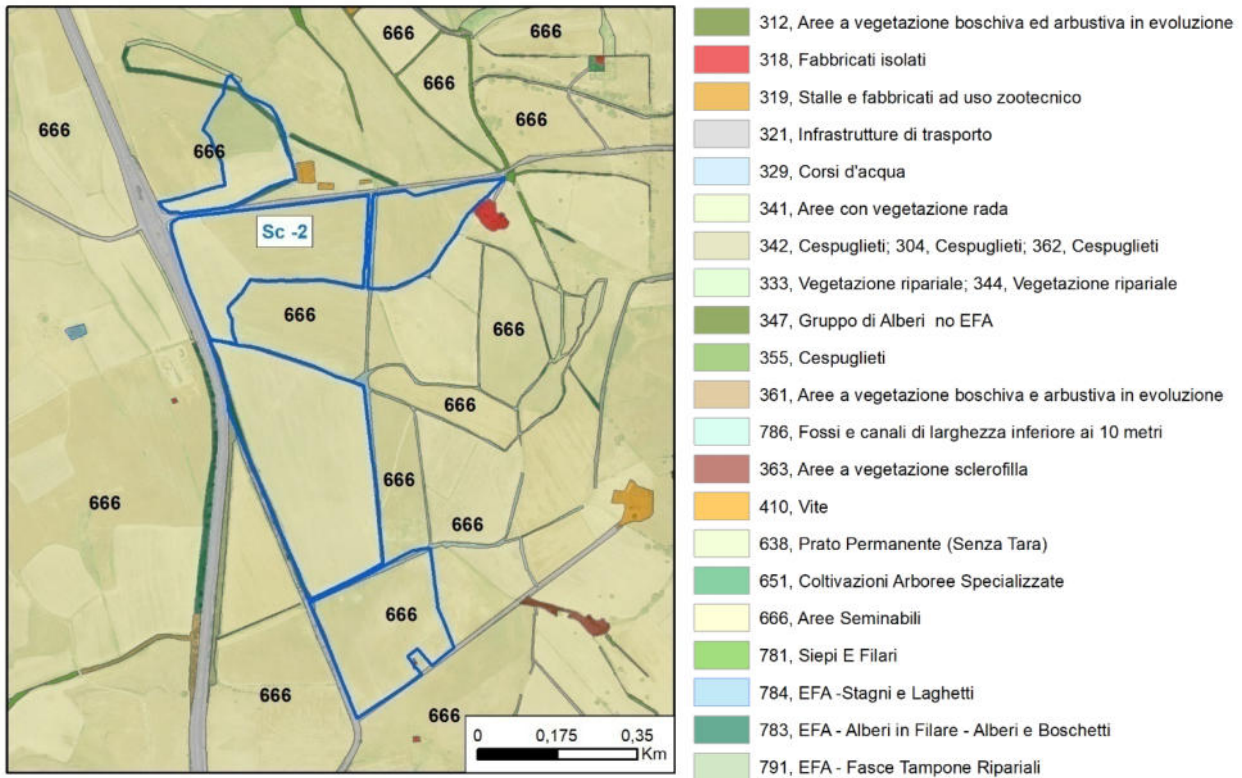 666
666
666
666
666
666
Sc -2
666
666
666
666
666
666
666
666
666
0 0,175 0,35
Km
312, Aree a vegetazione boschiva ed arbustiva in evoluzione
318, Fabbricati isolati
319, Stalle e fabbricati ad uso zootecnico
321, Infrastrutture di trasporto
329, Corsi d'acqua
341, Aree con vegetazione rada
342, Cespuglieti; 304, Cespuglieti; 362, Cespuglieti
333, Vegetazione ripariale; 344, Vegetazione ripariale
347, Gruppo di Alberi no EFA
355, Cespuglieti
361, Aree a vegetazione boschiva e arbustiva in evoluzione
786, Fossi e canali di larghezza inferiore ai 10 metri
363, Aree a vegetazione sclerofilla
410, Vite
638, Prato Permanente (Senza Tara)
651, Coltivazioni Arboree Specializzate
666, Aree Seminabili
781, Siepi E Filari
784, EFA -Stagni e Laghetti
783, EFA - Alberi in Filare - Alberi e Boschetti
791, EFA - Fasce Tampone Ripariali